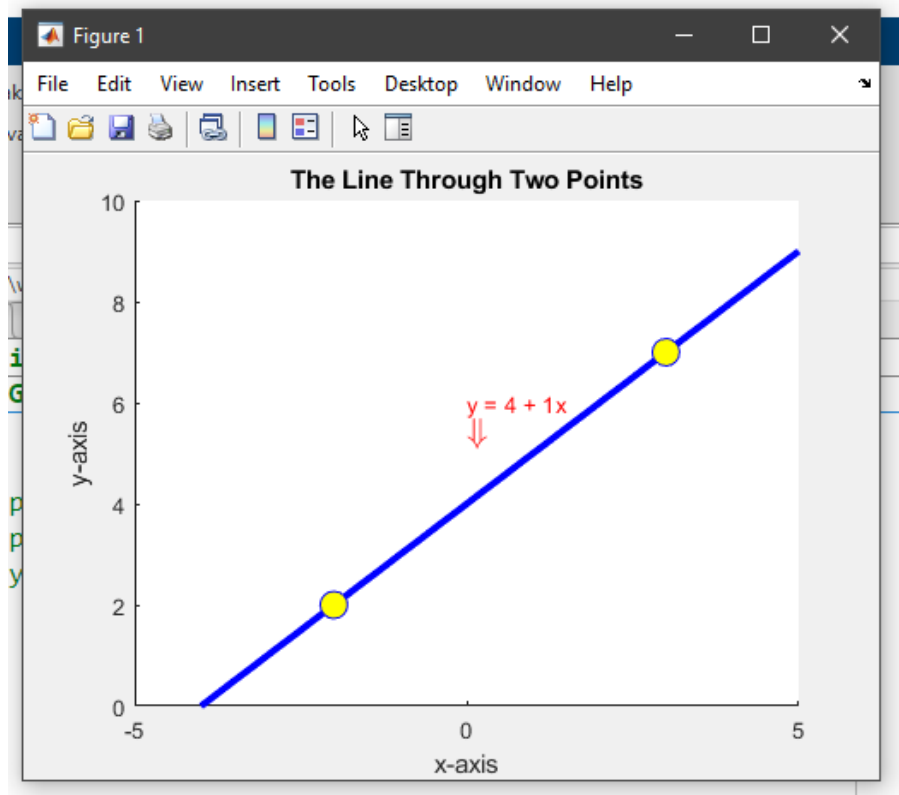 Figure 1
File Edit View Insert Tools Desktop Window Help
The Line Through Two Points
10
8
6
4
2
0
y = 4 + 1x
⇓
y-axis
-5 0 5
x-axis